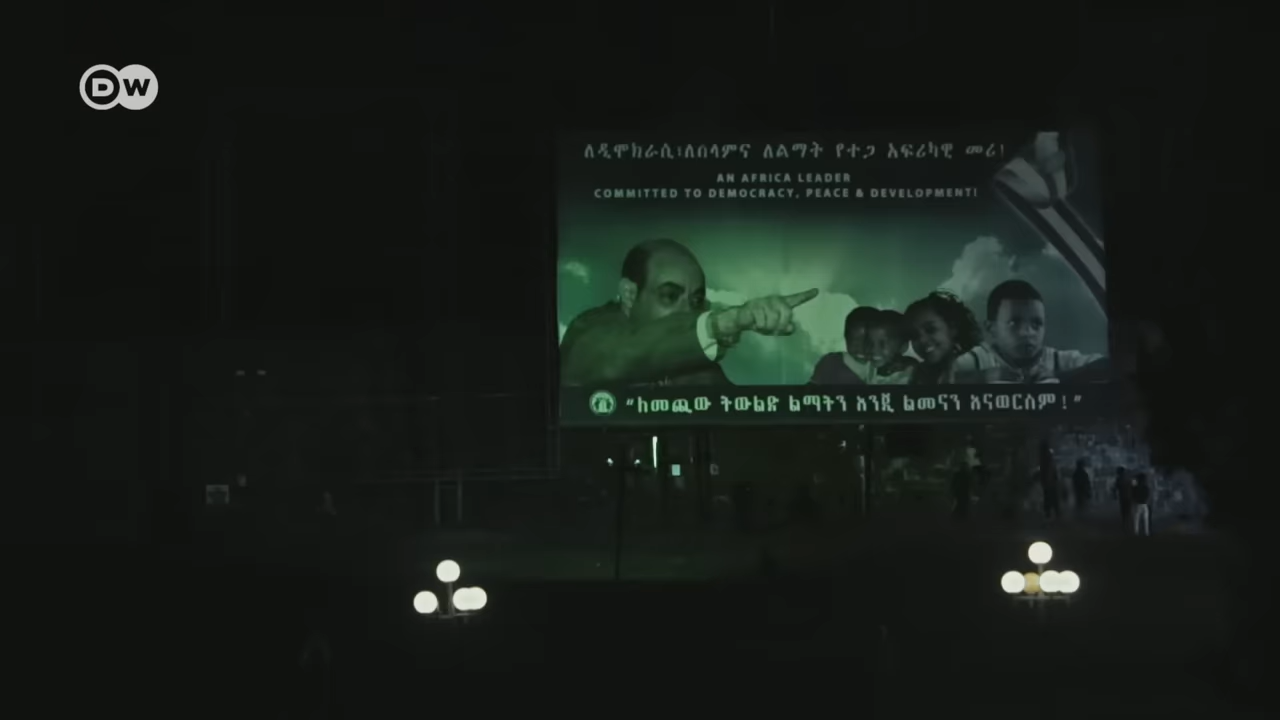 DW
ለዲሞክራሲ፣ለሰላምና ለልማት የተጋ አፍሪካዊ መሪ!
AN AFRICA LEADER
COMMITTED TO DEMOCRACY, PEACE & DEVELOPMENT!
"ለመጪው ትውልድ ልማትን እንጂ ልመናን አናወርስም!"